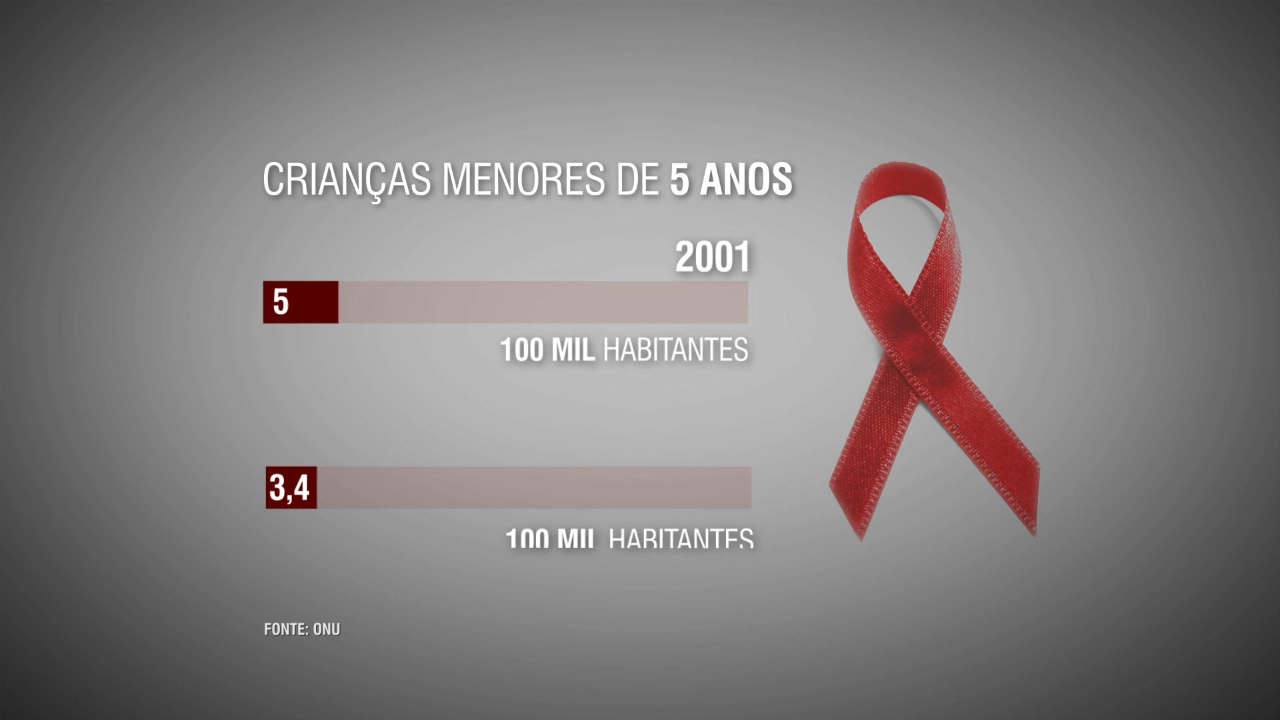 CRIANÇAS MENORES DE 5 ANOS
2001
5
100 MIL HABITANTES
3,4
100 MIL HABITANTES
FONTE: ONU